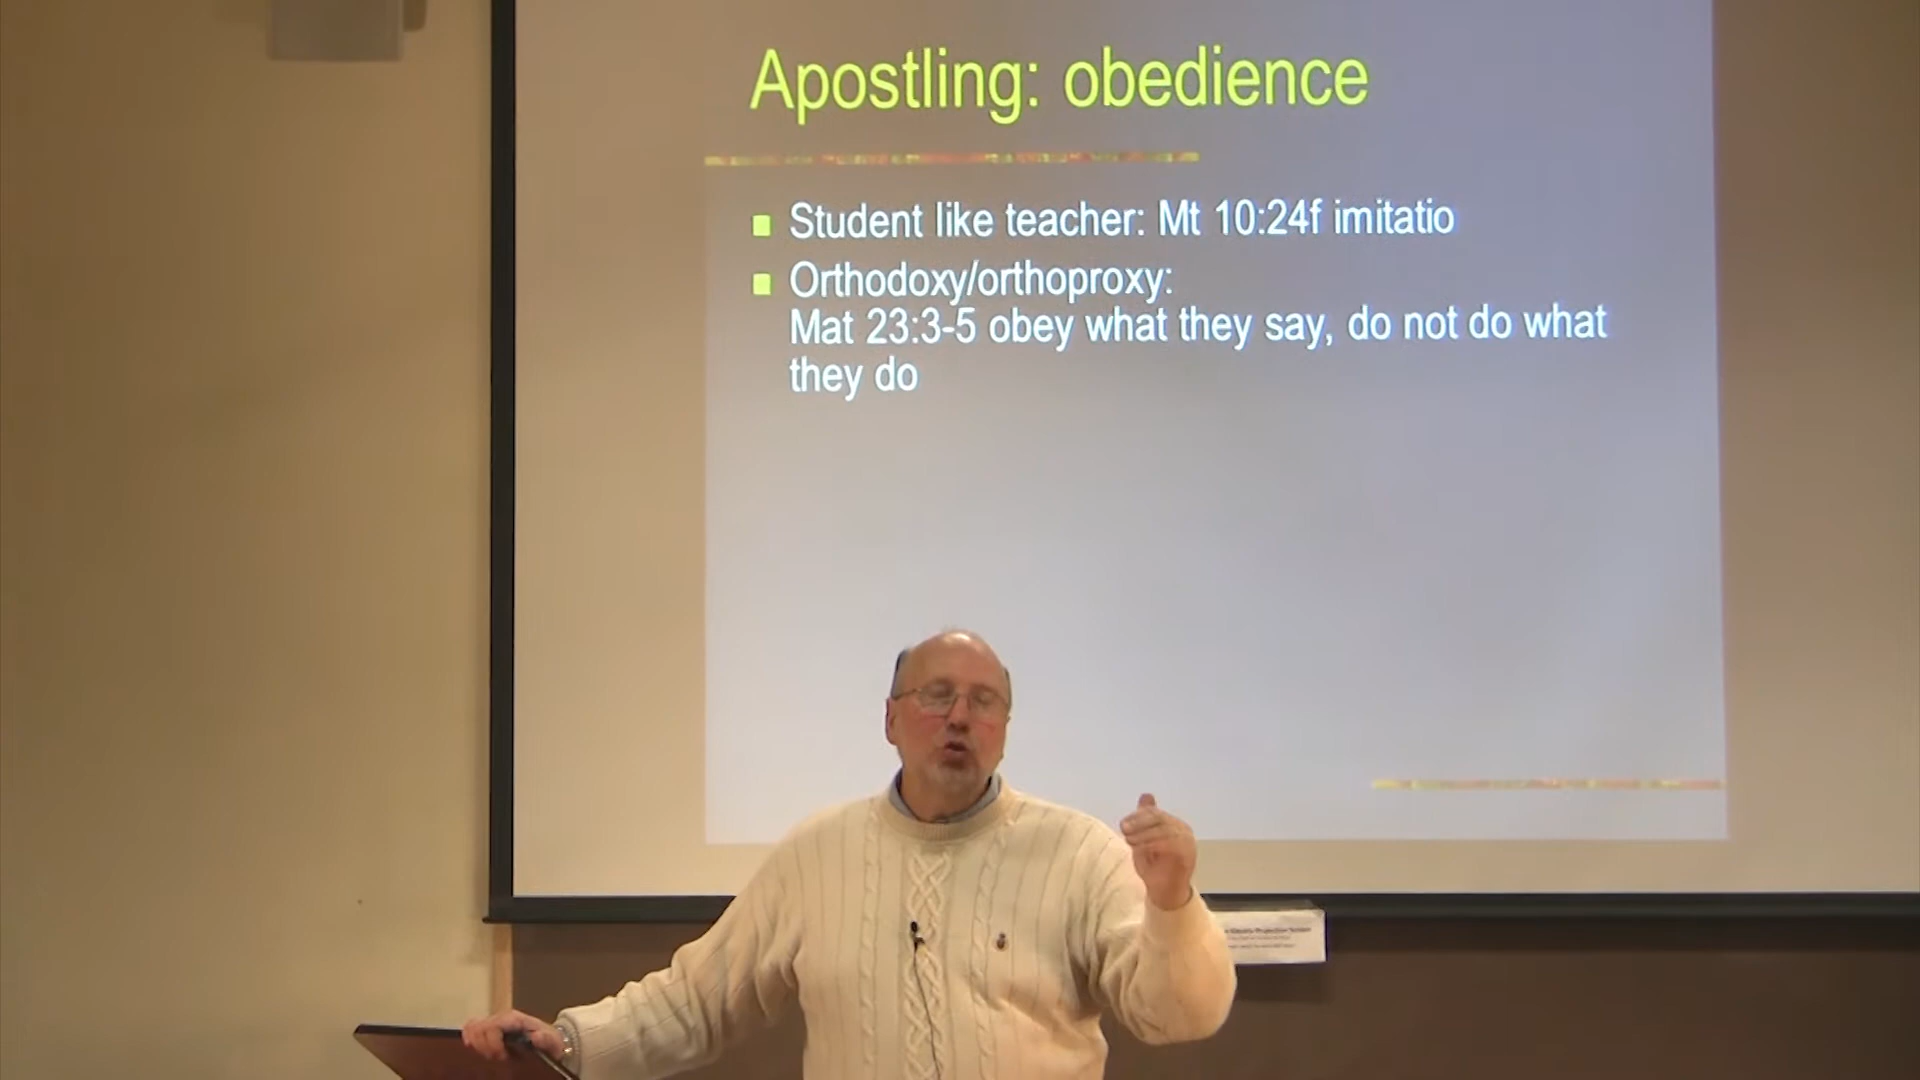 Apostling: obedience
Student like teacher: Mt 10:24f imitatio
Orthodoxy/orthoproxy:
Mat 23:3-5 obey what they say, do not do what
they do